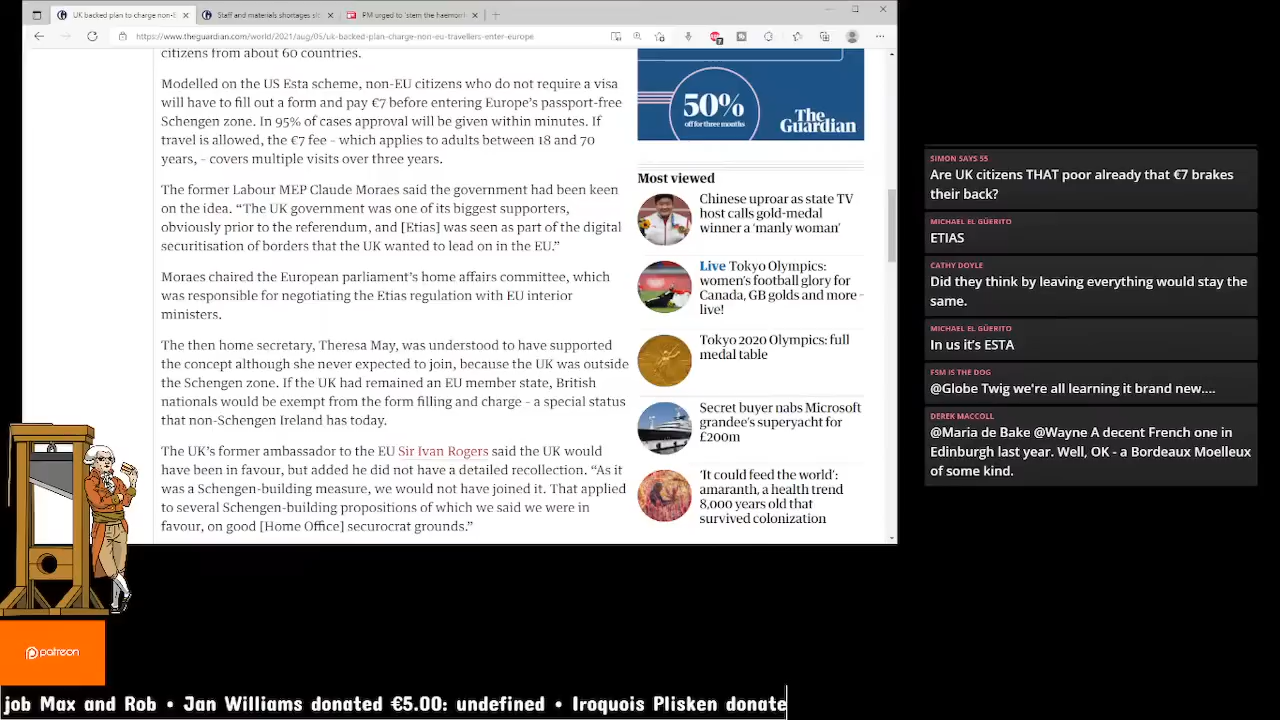 UK backed plan to charge non-E
Staff and materials shortages slo
PM urged to 'stem the haemorr
https://www.theguardian.com/world/2021/aug/05/uk-backed-plan-charge-non-eu-travellers-enter-europe
citizens from about 60 countries.
Modelled on the US Esta scheme, non-EU citizens who do not require a visa
will have to fill out a form and pay €7 before entering Europe's passport-free
Schengen zone. In 95% of cases approval will be given within minutes. If
travel is allowed, the €7 fee – which applies to adults between 18 and 70
years, – covers multiple visits over three years.
The former Labour MEP Claude Moraes said the government had been keen
on the idea. "The UK government was one of its biggest supporters,
obviously prior to the referendum, and [Etias] was seen as part of the digital
securitisation of borders that the UK wanted to lead on in the EU."
Moraes chaired the European parliament's home affairs committee, which
was responsible for negotiating the Etias regulation with EU interior
ministers.
The then home secretary, Theresa May, was understood to have supported
the concept although she never expected to join, because the UK was outside
the Schengen zone. If the UK had remained an EU member state, British
nationals would be exempt from the form filling and charge – a special status
that non-Schengen Ireland has today.
The UK's former ambassador to the EU Sir Ivan Rogers said the UK would
have been in favour, but added he did not have a detailed recollection. "As it
was a Schengen-building measure, we would not have joined it. That applied
to several Schengen-building propositions of which we said we were in
favour, on good [Home Office] securocrat grounds."
50%
off for three months
The
Guardian
Most viewed
Chinese uproar as state TV
host calls gold-medal
winner a 'manly woman'
Live Tokyo Olympics:
women's football glory for
Canada, GB golds and more –
live!
Tokyo 2020 Olympics: full
medal table
Secret buyer nabs Microsoft
grandee's superyacht for
£200m
'It could feed the world':
amaranth, a health trend
8,000 years old that
survived colonization
SIMON SAYS 55
Are UK citizens THAT poor already that €7 brakes
their back?
MICHAEL EL GÜERITO
ETIAS
CATHY DOYLE
Did they think by leaving everything would stay the
same.
MICHAEL EL GÜERITO
In us it's ESTA
FSM IS THE DOG
@Globe Twig we're all learning it brand new....
DEREK MACCOLL
@Maria de Bake @Wayne A decent French one in
Edinburgh last year. Well, OK - a Bordeaux Moelleux
of some kind.
patreon
job Max and Rob • Jan Williams donated €5.00: undefined • Iroquois Plisken donate